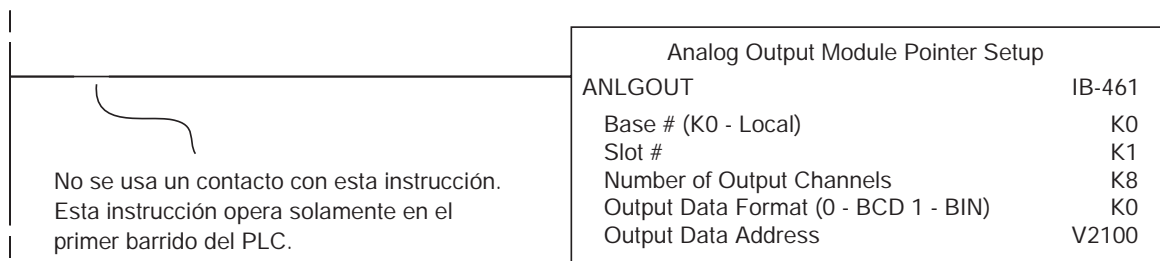 Analog Output Module Pointer Setup
ANLGOUT IB-461
Base # (K0 - Local) K0
Slot # K1
Number of Output Channels K8
Output Data Format (0 - BCD 1 - BIN) K0
Output Data Address V2100
No se usa un contacto con esta instrucción.
Esta instrucción opera solamente en el
primer barrido del PLC.